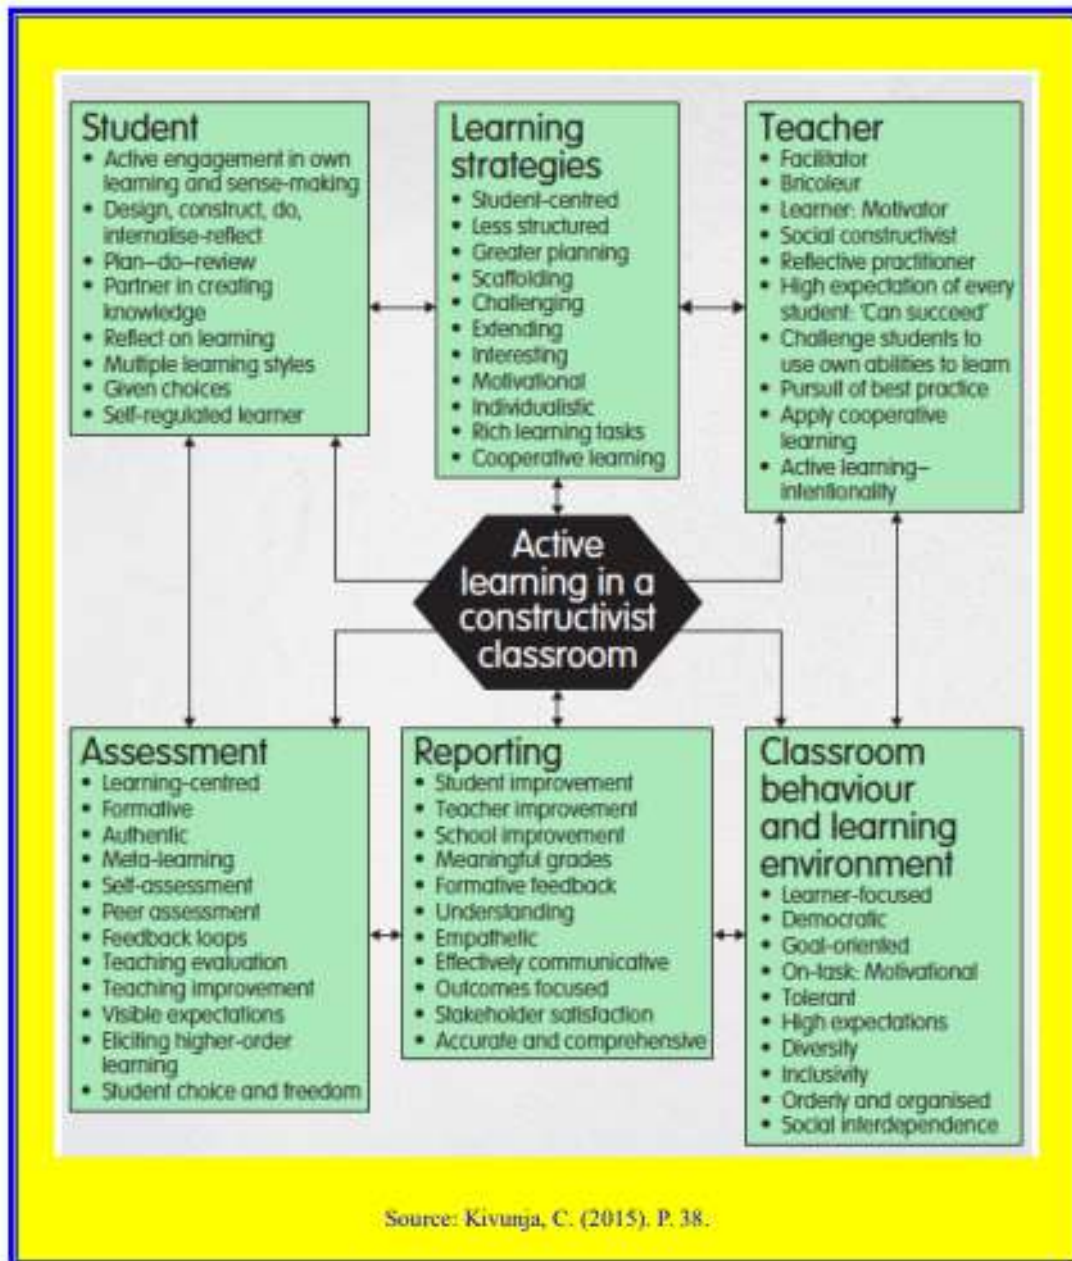 Student
• Active engagement in own
learning and sense-making
• Design, construct, do,
internalise-reflect
• Plan–do–review
• Partner in creating
knowledge
• Reflect on learning
• Multiple learning styles
• Given choices
• Self-regulated learner
Learning
strategies
• Student-centred
• Less structured
• Greater planning
• Scaffolding
• Challenging
• Extending
• Interesting
• Motivational
• Individualistic
• Rich learning tasks
• Cooperative learning
Teacher
• Facilitator
• Bricoleur
• Learner: Motivator
• Social constructivist
• Reflective practitioner
• High expectation of every
student: 'Can succeed'
• Challenge students to
use own abilities to learn
• Pursuit of best practice
• Apply cooperative
learning
• Active learning–
intentionality
Active
learning in a
constructivist
classroom
Assessment
• Learning-centred
• Formative
• Authentic
• Meta-learning
• Self-assessment
• Peer assessment
• Feedback loops
• Teaching evaluation
• Teaching improvement
• Visible expectations
• Eliciting higher-order
learning
• Student choice and freedom
Reporting
• Student improvement
• Teacher improvement
• School improvement
• Meaningful grades
• Formative feedback
• Understanding
• Empathetic
• Effectively communicative
• Outcomes focused
• Stakeholder satisfaction
• Accurate and comprehensive
Classroom
behaviour
and learning
environment
• Learner-focused
• Democratic
• Goal-oriented
• On-task: Motivational
• Tolerant
• High expectations
• Diversity
• Inclusivity
• Orderly and organised
• Social interdependence
Source: Kivunja, C. (2015). P. 38.